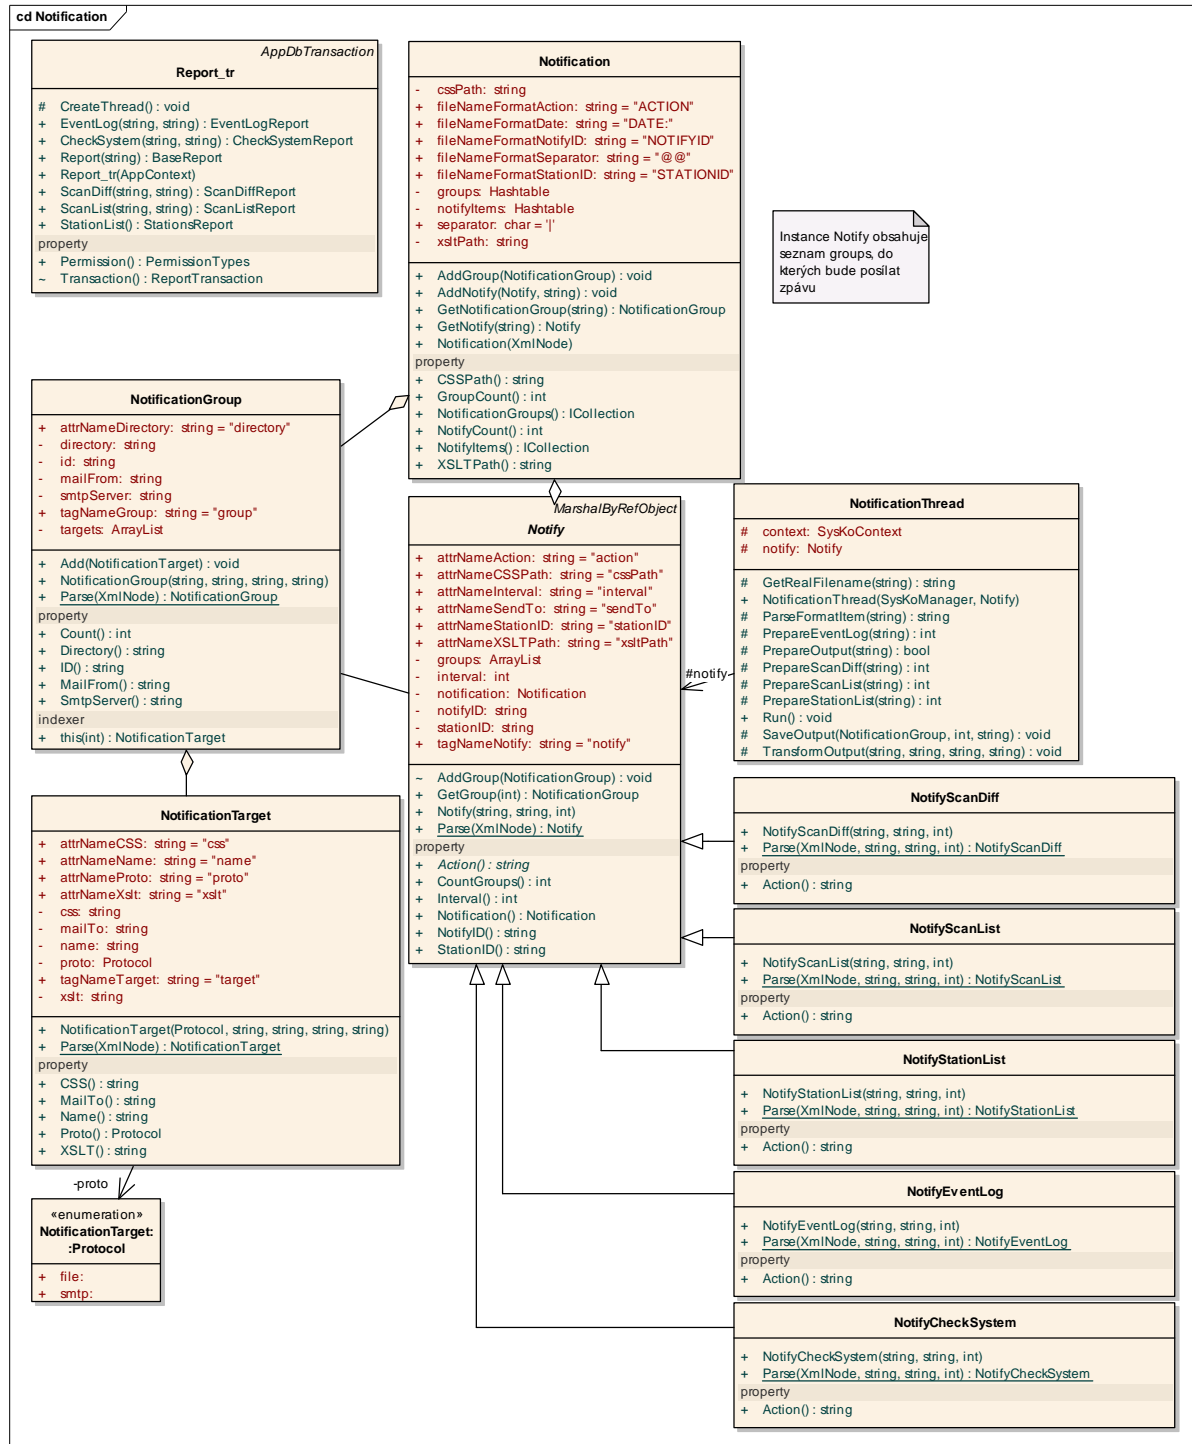 cd Notification
AppDbTransaction
Report_tr
# CreateThread() : void
+ EventLog(string, string) : EventLogReport
+ CheckSystem(string, string) : CheckSystemReport
+ Report(string) : BaseReport
+ Report_tr(AppContext)
+ ScanDiff(string, string) : ScanDiffReport
+ ScanList(string, string) : ScanListReport
+ StationList() : StationsReport
property
+ Permission() : PermissionTypes
~ Transaction() : ReportTransaction
Notification
- cssPath: string
+ fileNameFormatAction: string = "ACTION"
+ fileNameFormatDate: string = "DATE:"
+ fileNameFormatNotifyID: string = "NOTIFYID"
+ fileNameFormatSeparator: string = "@@"
+ fileNameFormatStationID: string = "STATIONID"
- groups: Hashtable
- notifyItems: Hashtable
+ separator: char = '|'
- xsltPath: string
+ AddGroup(NotificationGroup) : void
+ AddNotify(Notify, string) : void
+ GetNotificationGroup(string) : NotificationGroup
+ GetNotify(string) : Notify
+ Notification(XmlNode)
property
+ CSSPath() : string
+ GroupCount() : int
+ NotificationGroups() : ICollection
+ NotifyCount() : int
+ NotifyItems() : ICollection
+ XSLTPath() : string
Instance Notify obsahuje
seznam groups, do
kterých bude posílat
zpávu
NotificationGroup
+ attrNameDirectory: string = "directory"
- directory: string
- id: string
- mailFrom: string
- smtpServer: string
+ tagNameGroup: string = "group"
- targets: ArrayList
+ Add(NotificationTarget) : void
+ NotificationGroup(string, string, string, string)
+ Parse(XmlNode) : NotificationGroup
property
+ Count() : int
+ Directory() : string
+ ID() : string
+ MailFrom() : string
+ SmtpServer() : string
indexer
+ this(int) : NotificationTarget
MarshalByRefObject
Notify
+ attrNameAction: string = "action"
+ attrNameCSSPath: string = "cssPath"
+ attrNameInterval: string = "interval"
+ attrNameSendTo: string = "sendTo"
+ attrNameStationID: string = "stationID"
+ attrNameXSLTPath: string = "xsltPath"
- groups: ArrayList
- interval: int
- notification: Notification
- notifyID: string
- stationID: string
+ tagNameNotify: string = "notify"
~ AddGroup(NotificationGroup) : void
+ GetGroup(int) : NotificationGroup
+ Notify(string, string, int)
+ Parse(XmlNode) : Notify
property
+ Action() : string
+ CountGroups() : int
+ Interval() : int
+ Notification() : Notification
+ NotifyID() : string
+ StationID() : string
#notify
NotificationThread
# context: SysKoContext
# notify: Notify
# GetRealFilename(string) : string
+ NotificationThread(SysKoManager, Notify)
# ParseFormatItem(string) : string
# PrepareEventLog(string) : int
# PrepareOutput(string) : bool
# PrepareScanDiff(string) : int
# PrepareScanList(string) : int
# PrepareStationList(string) : int
+ Run() : void
# SaveOutput(NotificationGroup, int, string) : void
# TransformOutput(string, string, string, string) : void
NotificationTarget
+ attrNameCSS: string = "css"
+ attrNameName: string = "name"
+ attrNameProto: string = "proto"
+ attrNameXslt: string = "xslt"
- css: string
- mailTo: string
- name: string
- proto: Protocol
+ tagNameTarget: string = "target"
- xslt: string
+ NotificationTarget(Protocol, string, string, string, string)
+ Parse(XmlNode) : NotificationTarget
property
+ CSS() : string
+ MailTo() : string
+ Name() : string
+ Proto() : Protocol
+ XSLT() : string
-proto
«enumeration»
NotificationTarget:
:Protocol
+ file:
+ smtp:
NotifyScanDiff
+ NotifyScanDiff(string, string, int)
+ Parse(XmlNode, string, string, int) : NotifyScanDiff
property
+ Action() : string
NotifyScanList
+ NotifyScanList(string, string, int)
+ Parse(XmlNode, string, string, int) : NotifyScanList
property
+ Action() : string
NotifyStationList
+ NotifyStationList(string, string, int)
+ Parse(XmlNode, string, string, int) : NotifyStationList
property
+ Action() : string
NotifyEventLog
+ NotifyEventLog(string, string, int)
+ Parse(XmlNode, string, string, int) : NotifyEventLog
property
+ Action() : string
NotifyCheckSystem
+ NotifyCheckSystem(string, string, int)
+ Parse(XmlNode, string, string, int) : NotifyCheckSystem
property
+ Action() : string